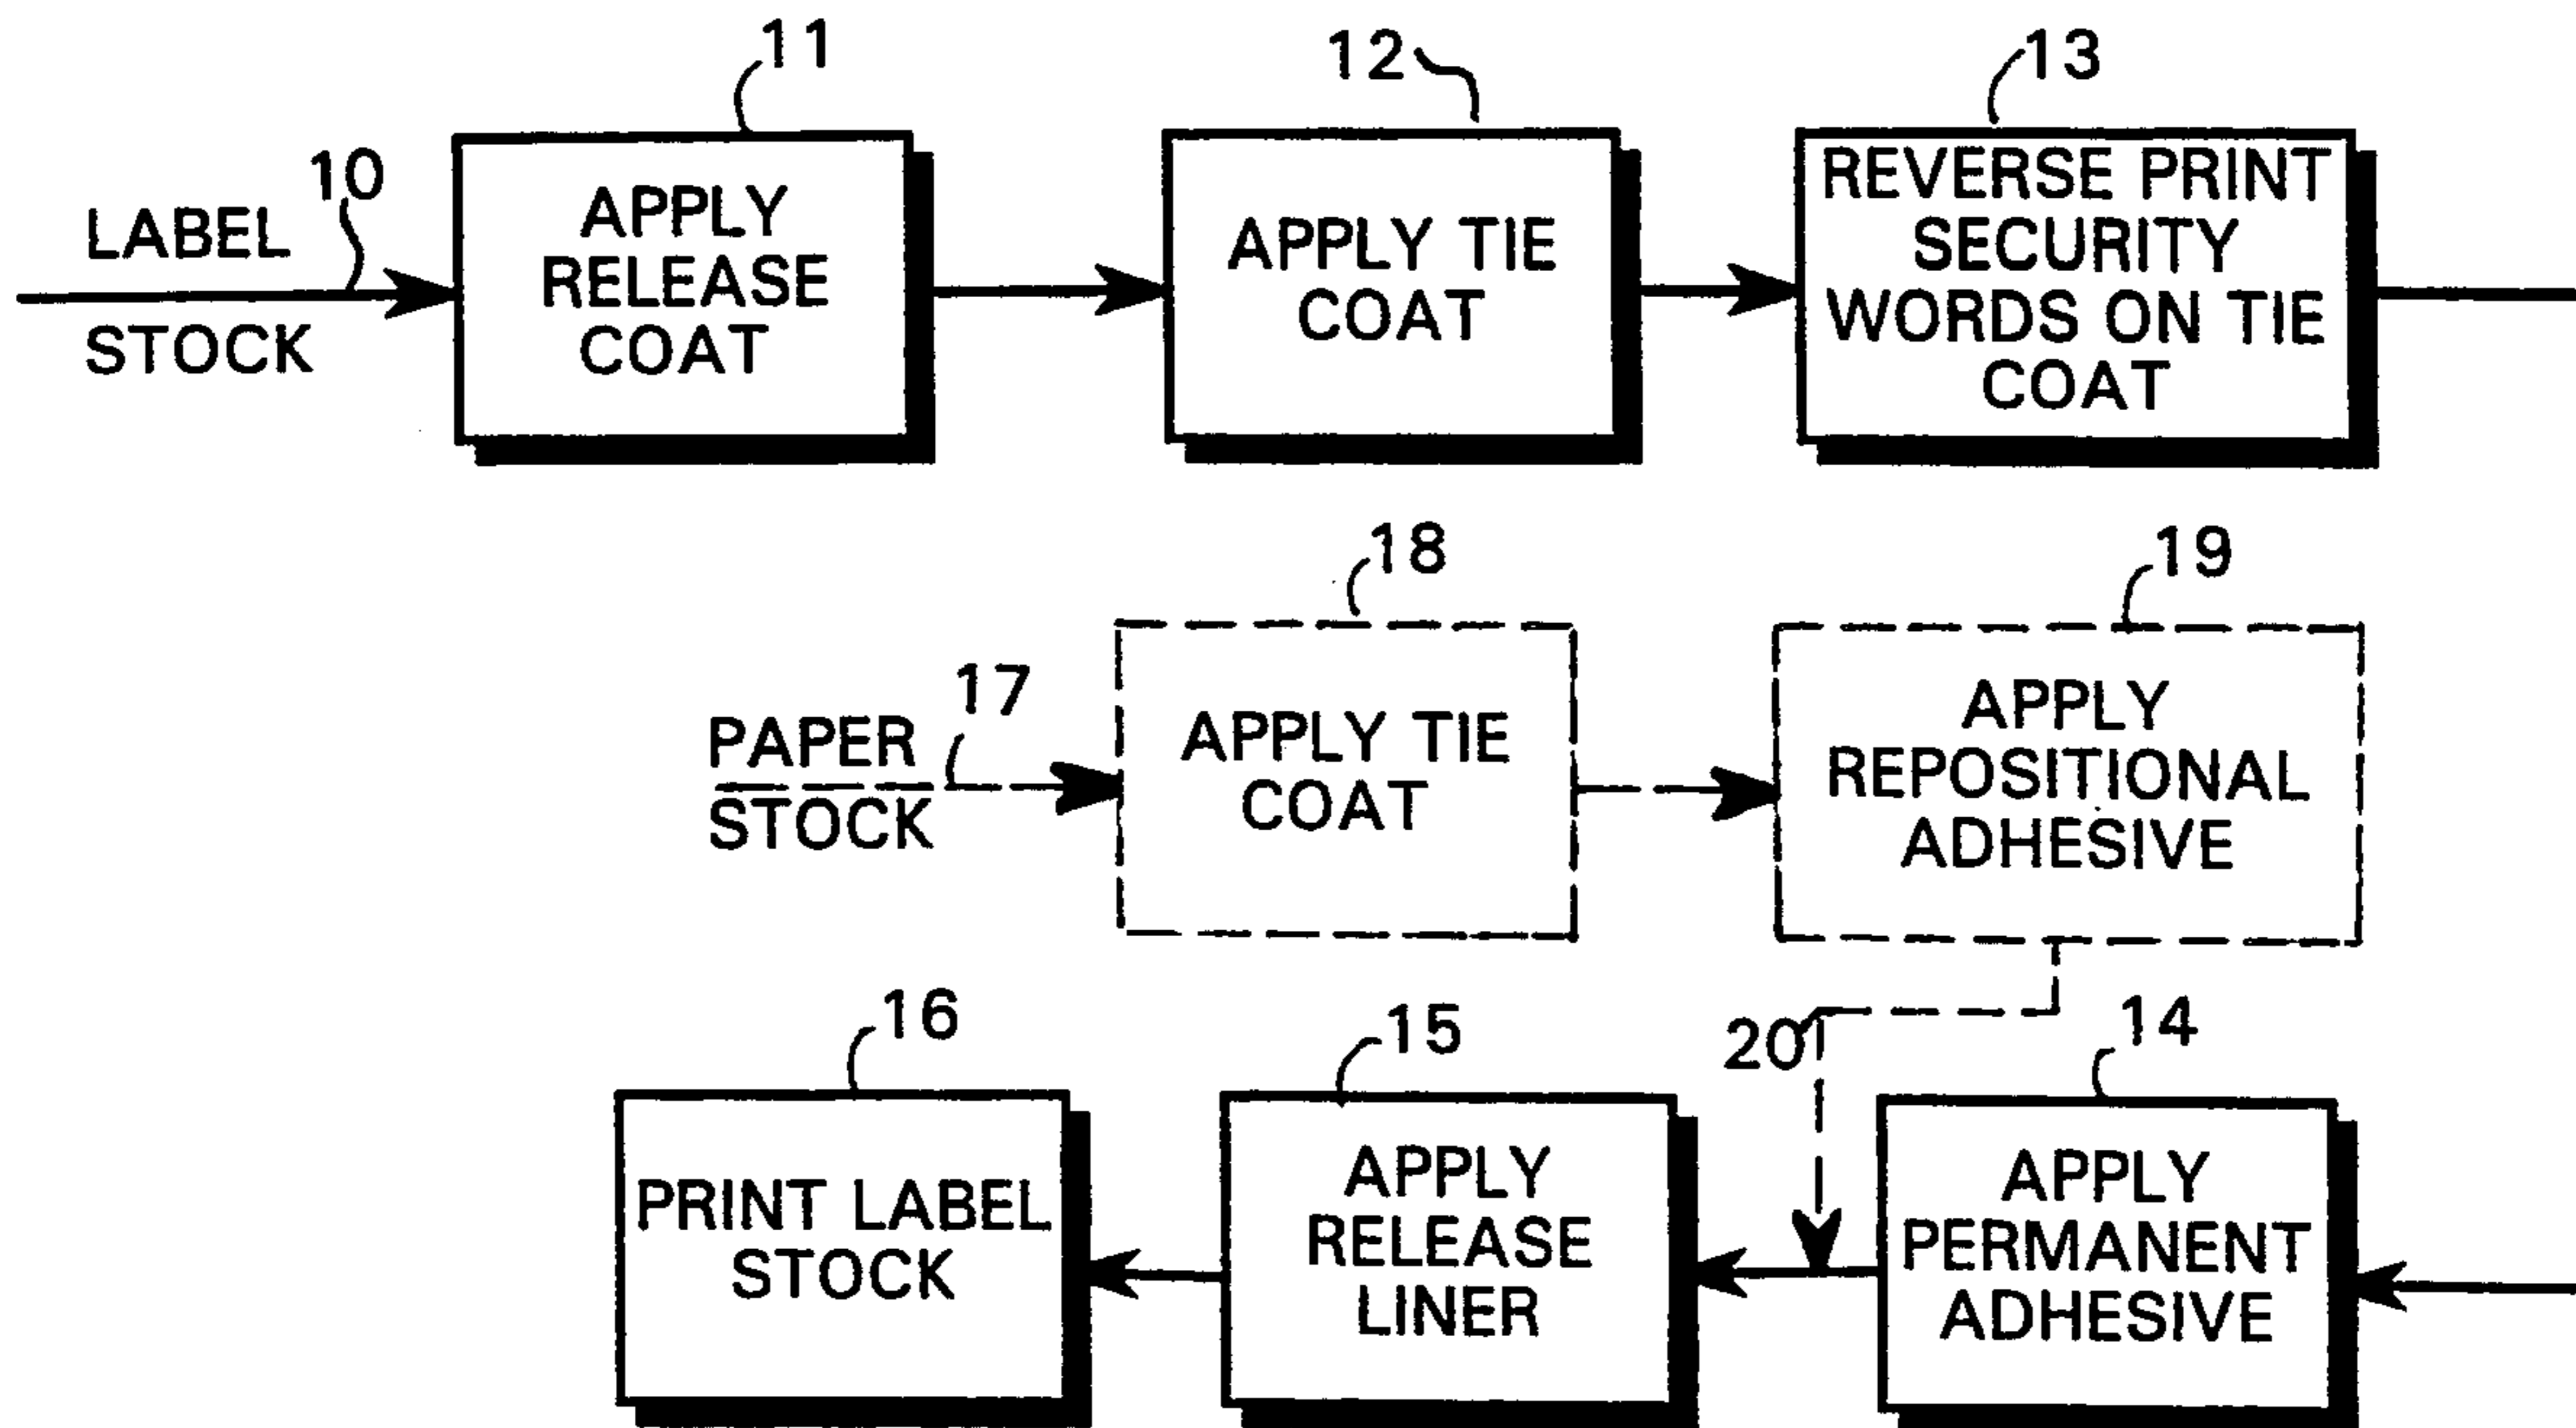 11
12
13
10
LABEL
STOCK
APPLY
RELEASE
COAT
APPLY TIE
COAT
REVERSE PRINT
SECURITY
WORDS ON TIE
COAT
18
19
17
PAPER
STOCK
APPLY TIE
COAT
APPLY
REPOSITIONAL
ADHESIVE
16
15
20
14
PRINT LABEL
STOCK
APPLY
RELEASE
LINER
APPLY
PERMANENT
ADHESIVE